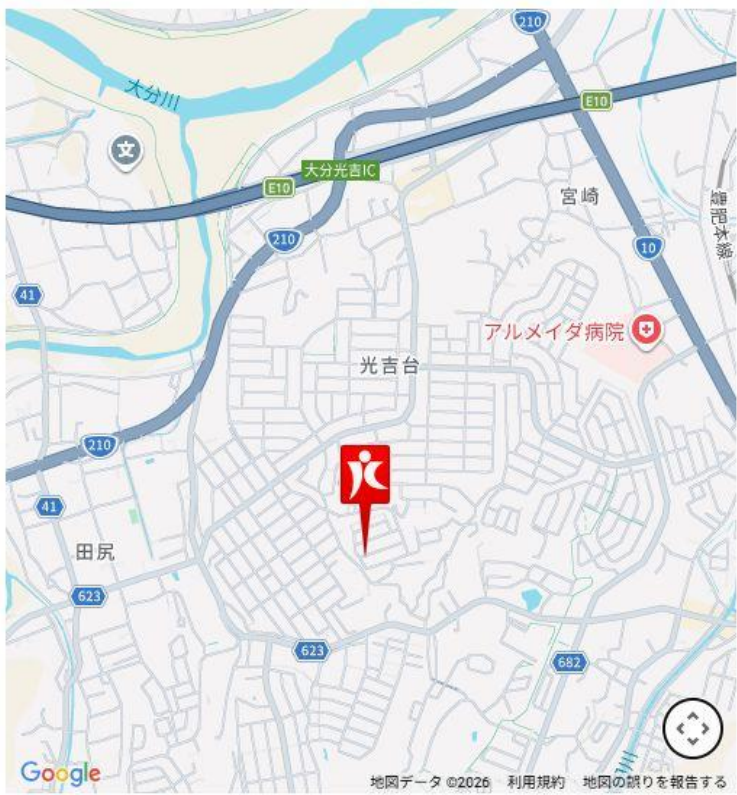 210
大分川
E10
文
大分光吉IC
E10
宮崎
豊肥本線
210
10
41
アルメイダ病院
光吉台
210
41
田尻
623
623
682
Google
地図データ ©2026 利用規約 地図の誤りを報告する